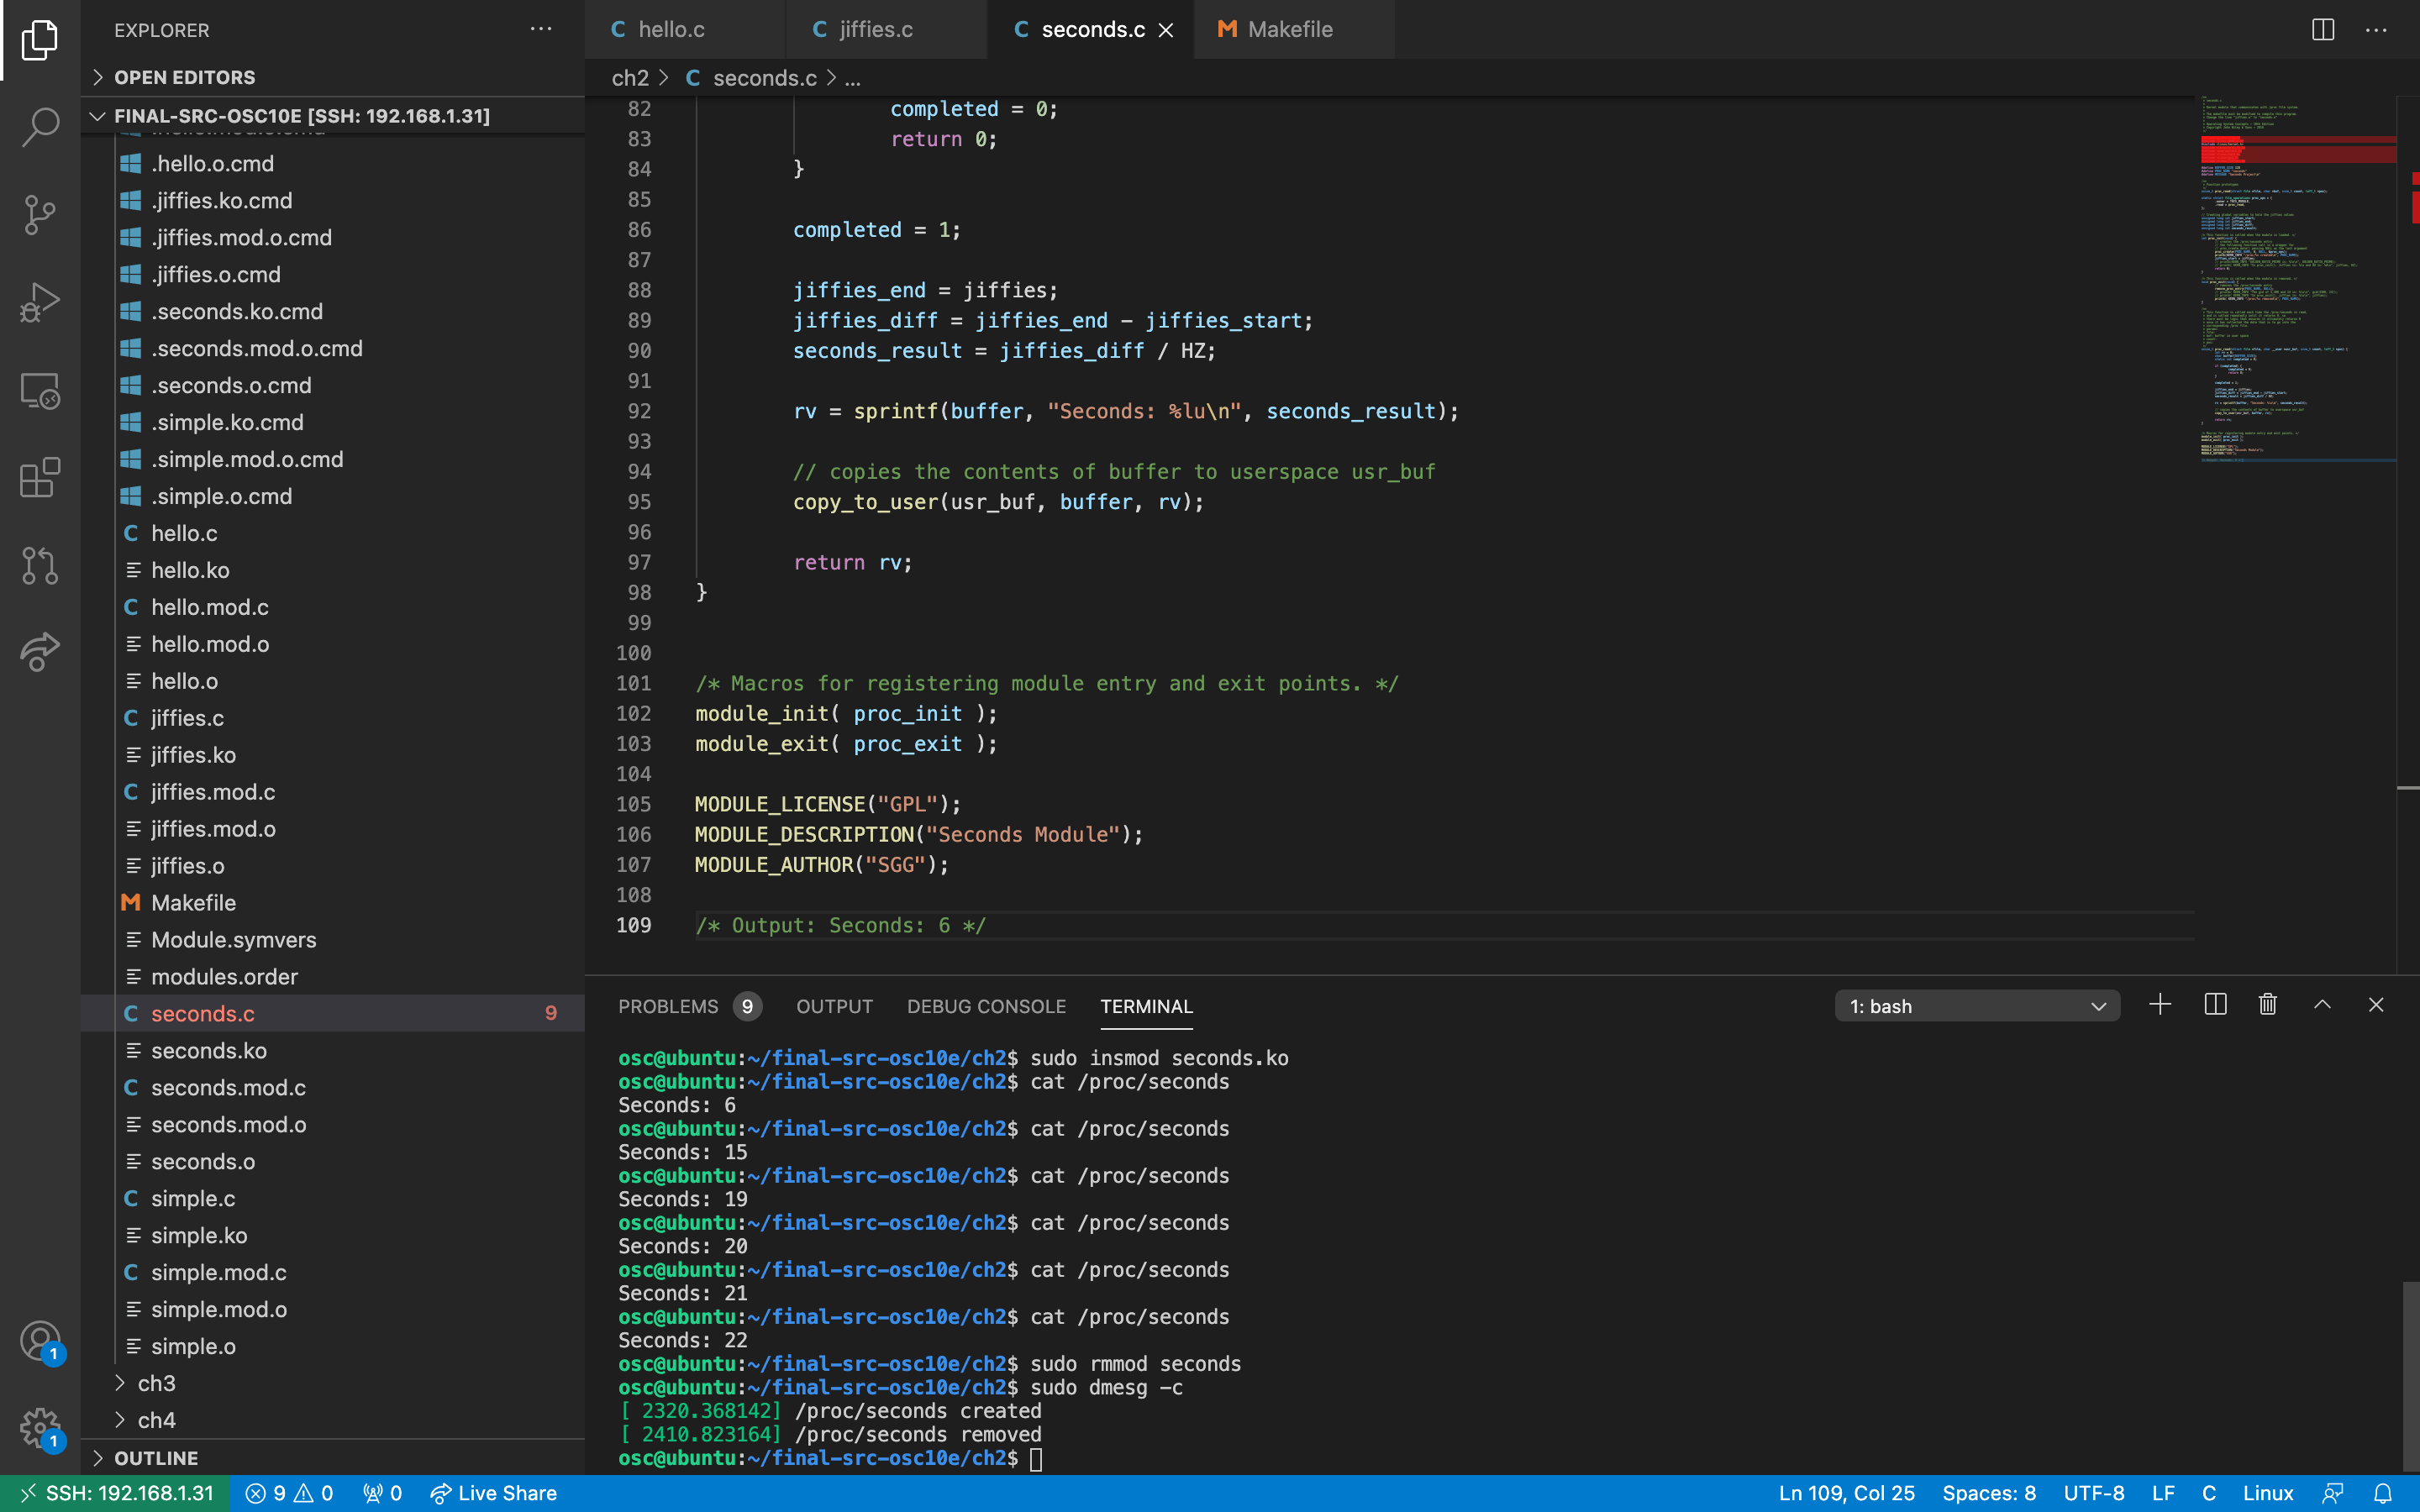 EXPLORER
OPEN EDITORS
FINAL-SRC-OSC10E [SSH: 192.168.1.31]
.hello.o.cmd
.jiffies.ko.cmd
.jiffies.mod.o.cmd
.jiffies.o.cmd
.seconds.ko.cmd
.seconds.mod.o.cmd
.seconds.o.cmd
.simple.ko.cmd
.simple.mod.o.cmd
.simple.o.cmd
hello.c
hello.ko
hello.mod.c
hello.mod.o
hello.o
jiffies.c
jiffies.ko
jiffies.mod.c
jiffies.mod.o
jiffies.o
Makefile
Module.symvers
modules.order
seconds.c 9
seconds.ko
seconds.mod.c
seconds.mod.o
seconds.o
simple.c
simple.ko
simple.mod.c
simple.mod.o
simple.o
ch3
ch4
OUTLINE
1
1
hello.c jiffies.c seconds.c Makefile
ch2 > seconds.c > ...
82 completed = 0;
83 return 0;
84 }
85
86 completed = 1;
87
88 jiffies_end = jiffies;
89 jiffies_diff = jiffies_end - jiffies_start;
90 seconds_result = jiffies_diff / HZ;
91
92 rv = sprintf(buffer, "Seconds: %lu\n", seconds_result);
93
94 // copies the contents of buffer to userspace usr_buf
95 copy_to_user(usr_buf, buffer, rv);
96
97 return rv;
98 }
99
100
101 /* Macros for registering module entry and exit points. */
102 module_init( proc_init );
103 module_exit( proc_exit );
104
105 MODULE_LICENSE("GPL");
106 MODULE_DESCRIPTION("Seconds Module");
107 MODULE_AUTHOR("SGG");
108
109 /* Output: Seconds: 6 */
PROBLEMS 9 OUTPUT DEBUG CONSOLE TERMINAL 1: bash
osc@ubuntu:~/final-src-osc10e/ch2$ sudo insmod seconds.ko
osc@ubuntu:~/final-src-osc10e/ch2$ cat /proc/seconds
Seconds: 6
osc@ubuntu:~/final-src-osc10e/ch2$ cat /proc/seconds
Seconds: 15
osc@ubuntu:~/final-src-osc10e/ch2$ cat /proc/seconds
Seconds: 19
osc@ubuntu:~/final-src-osc10e/ch2$ cat /proc/seconds
Seconds: 20
osc@ubuntu:~/final-src-osc10e/ch2$ cat /proc/seconds
Seconds: 21
osc@ubuntu:~/final-src-osc10e/ch2$ cat /proc/seconds
Seconds: 22
osc@ubuntu:~/final-src-osc10e/ch2$ sudo rmmod seconds
osc@ubuntu:~/final-src-osc10e/ch2$ sudo dmesg -c
[ 2320.368142] /proc/seconds created
[ 2410.823164] /proc/seconds removed
osc@ubuntu:~/final-src-osc10e/ch2$
SSH: 192.168.1.31 9 0 0 Live Share Ln 109, Col 25 Spaces: 8 UTF-8 LF C Linux